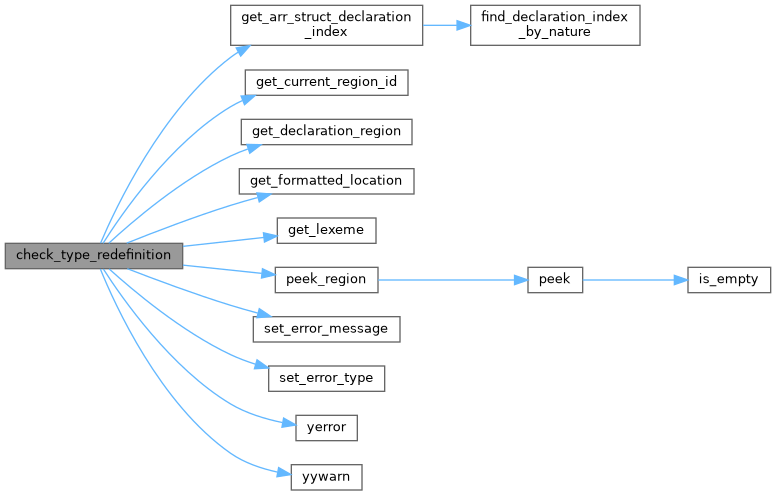 get_arr_struct_declaration
_index
find_declaration_index
_by_nature
get_current_region_id
get_declaration_region
get_formatted_location
get_lexeme
check_type_redefinition
peek_region
peek
is_empty
set_error_message
set_error_type
yerror
yywarn